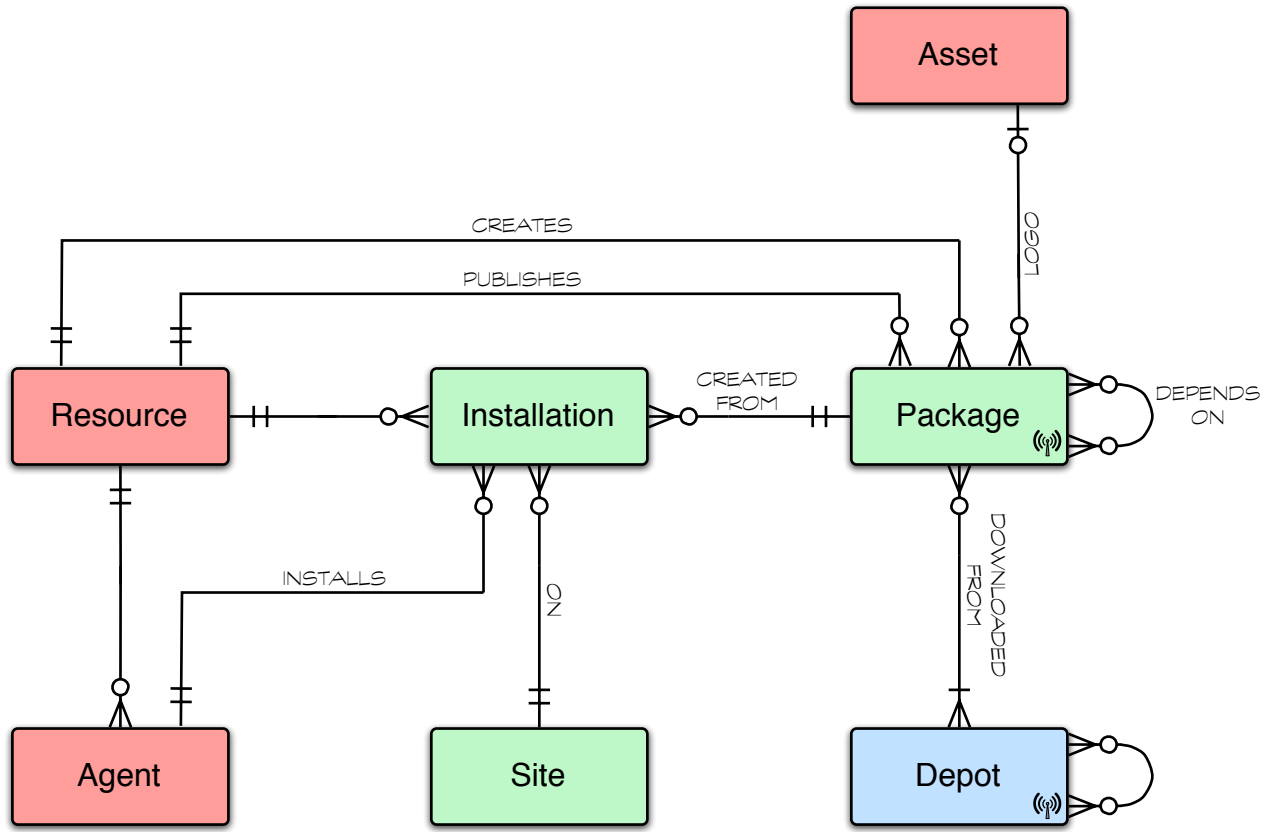 Asset
CREATES
LOGO
PUBLISHES
Resource
Installation
CREATED
FROM
Package
DEPENDS
ON
INSTALLS
ON
DOWNLOADED
FROM
Agent
Site
Depot